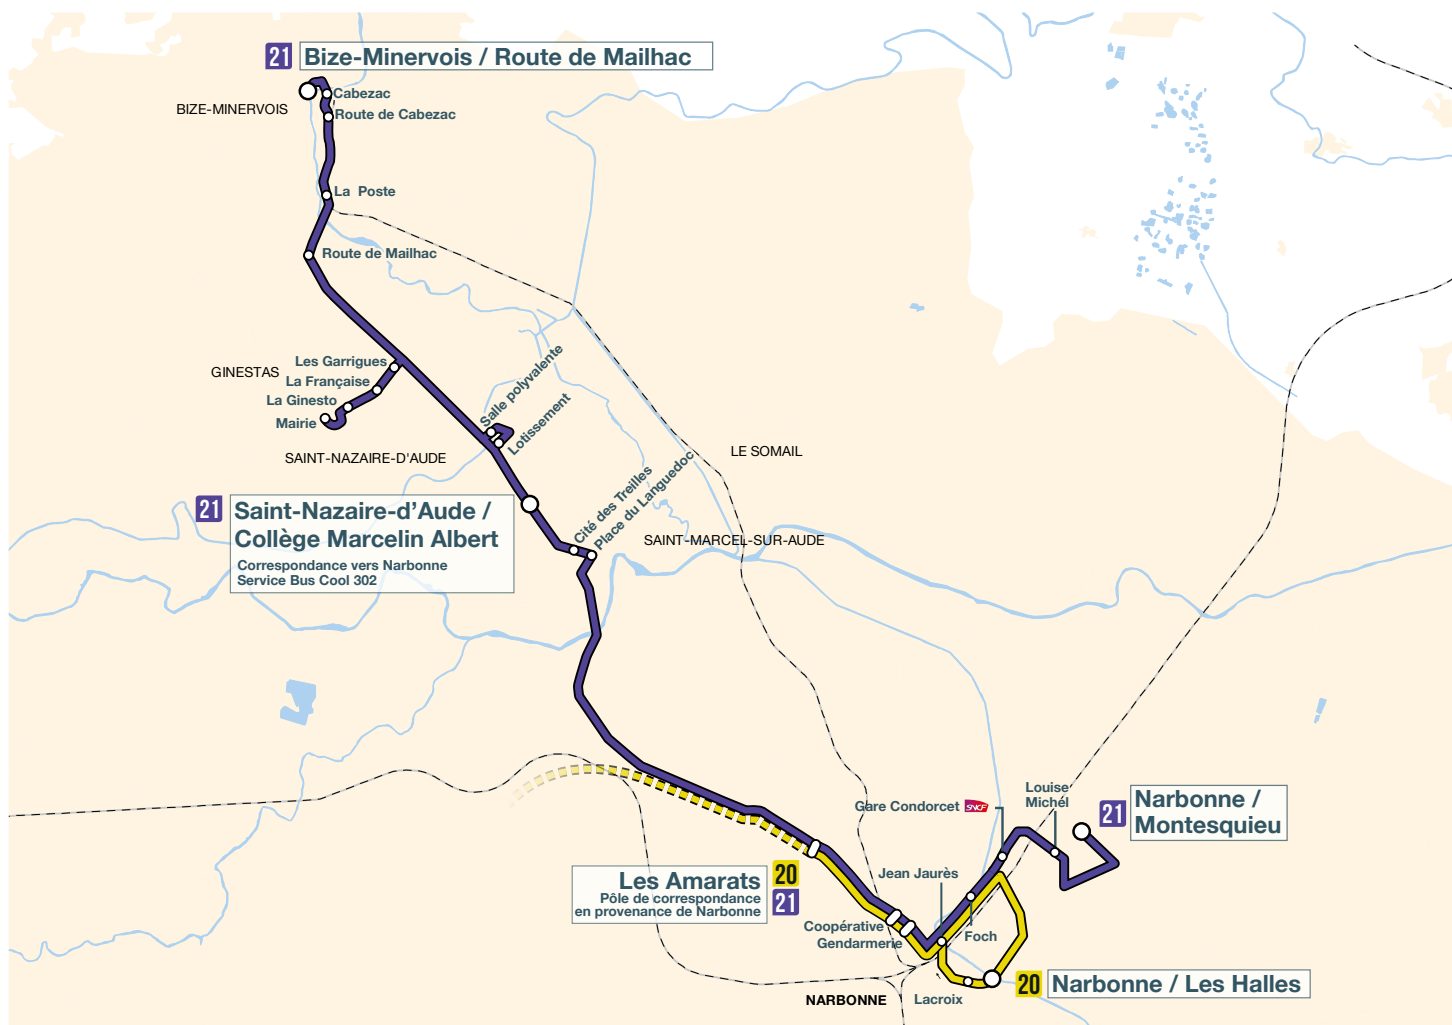 21 Bize-Minervois / Route de Mailhac
BIZE-MINERVOIS
Cabezac
Route de Cabezac
La Poste
Route de Mailhac
GINESTAS
Les Garrigues
La Française
La Ginesto
Mairie
Salle polyvalente
Lotissement
SAINT-NAZAIRE-D'AUDE
LE SOMAIL
21 Saint-Nazaire-d'Aude /
Collège Marcelin Albert
Correspondance vers Narbonne
Service Bus Cool 302
Cité des Treilles
Place du Languedoc
SAINT-MARCEL-SUR-AUDE
Louise
Michél
Gare Condorcet SNCF
21 Narbonne /
Montesquieu
Les Amarats 20
Pôle de correspondance
en provenance de Narbonne
21
Jean Jaurès
Coopérative
Gendarmerie
Foch
Lacroix
NARBONNE
20 Narbonne / Les Halles